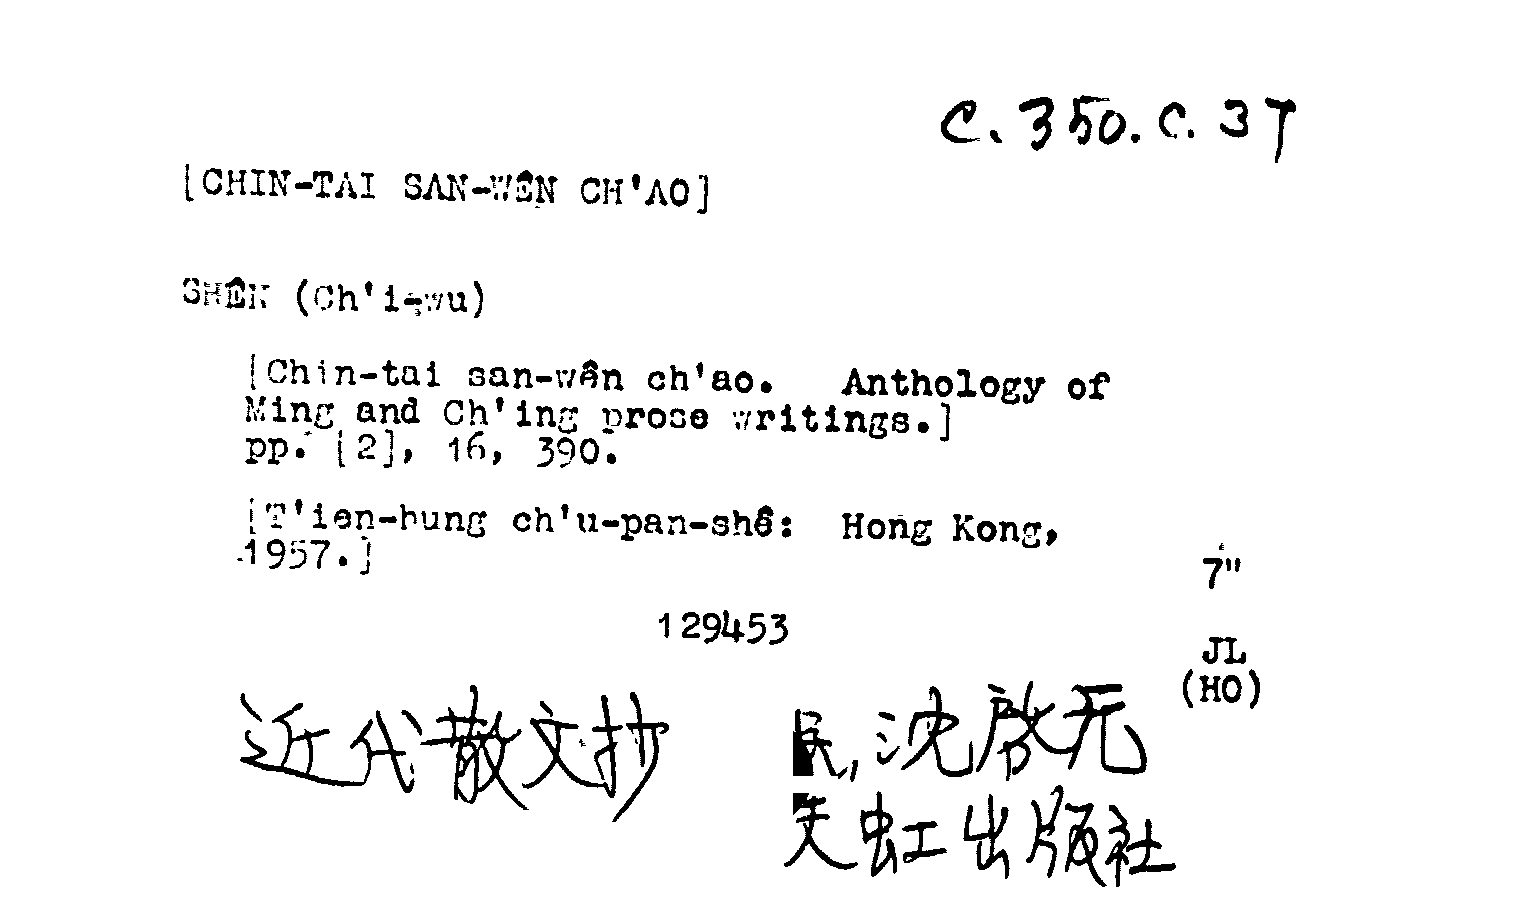 C.350.C.37
[CHIN-TAI SAN-WÊN CH'AO]
SHÊN (Ch'i-wu)
[Chin-tai san-wên ch'ao. Anthology of
Ming and Ch'ing prose writings.]
pp. [2], 16, 390.
[T'ien-hung ch'u-pan-shê: Hong Kong,
1957.]
7"
129453
JL
(HO)
近代散文抄 民,沈啓无
天虹出版社